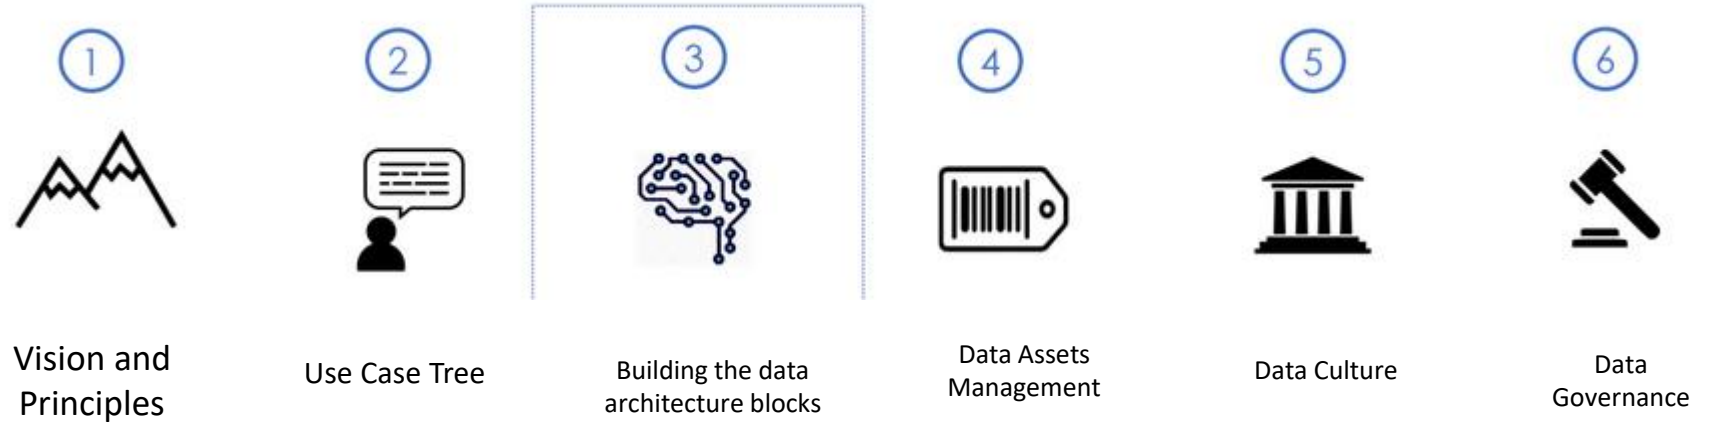 1
2
3
4
5
6
Vision and
Principles
Use Case Tree
Building the data
architecture blocks
Data Assets
Management
Data Culture
Data
Governance